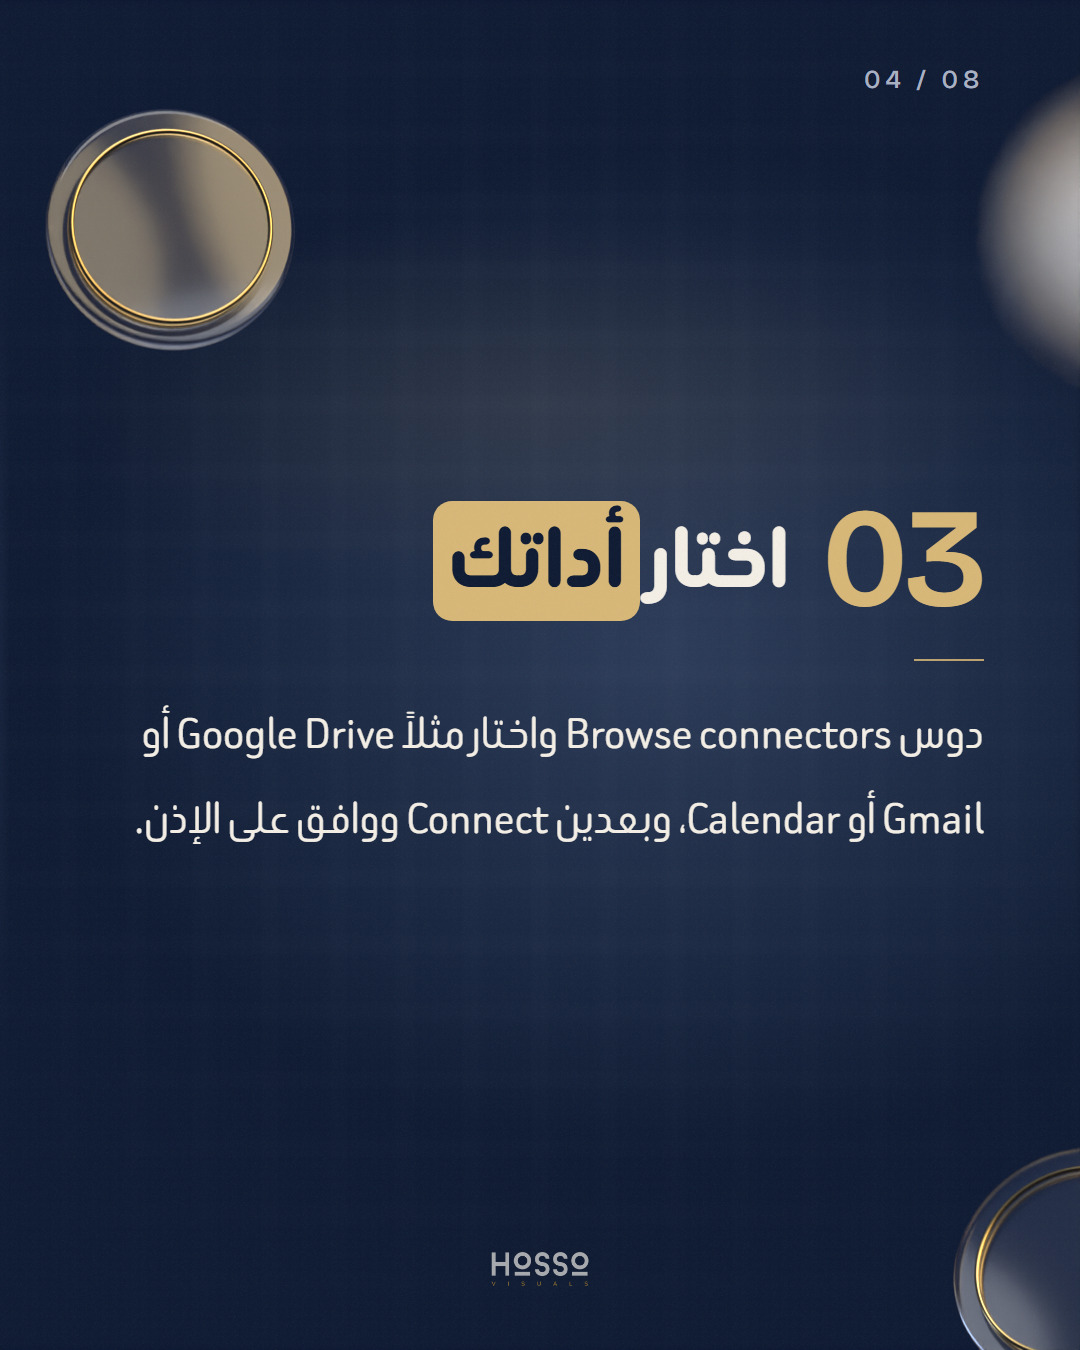 04 / 08
03 اختار أداتك
دوس Browse connectors واختار مثلاً Google Drive أو
Gmail أو Calendar، وبعدين Connect ووافق على الإذن.
HOSSO
VISUALS